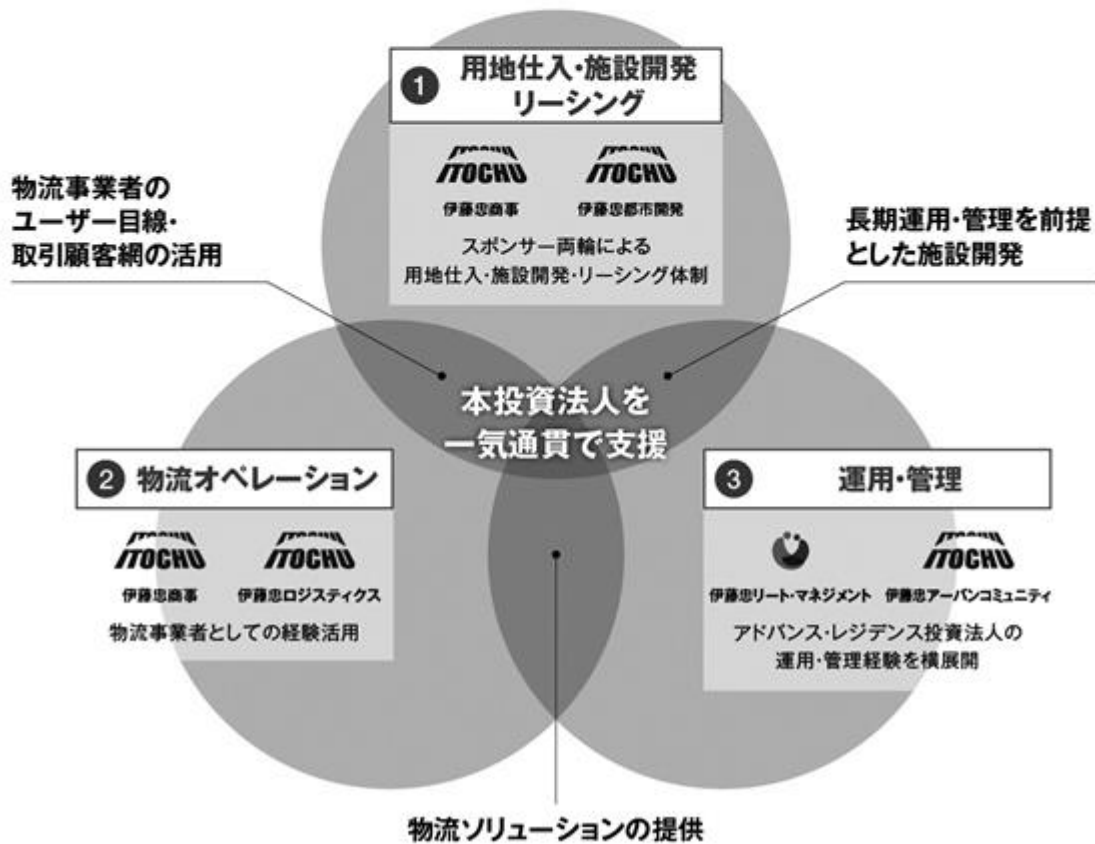 1 用地仕入・施設開発
リーシング
ITOCHU ITOCHU
伊藤忠商事 伊藤忠都市開発
スポンサー両輪による
用地仕入・施設開発・リーシング体制
物流事業者の
ユーザー目線・
取引顧客網の活用
長期運用・管理を前提
とした施設開発
本投資法人を
一気通貫で支援
2 物流オペレーション
ITOCHU ITOCHU
伊藤忠商事 伊藤忠ロジスティクス
物流事業者としての経験活用
3 運用・管理
ITOCHU
伊藤忠リート・マネジメント 伊藤忠アーバンコミュニティ
アドバンス・レジデンス投資法人の
運用・管理経験を横展開
物流ソリューションの提供